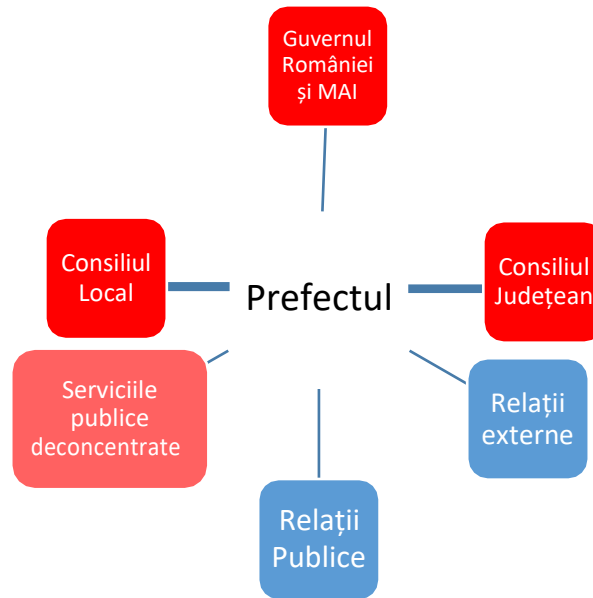 Guvernul
României
și MAI
Consiliul
Local
Prefectul
Consiliul
Județean
Serviciile
publice
deconcentrate
Relații
externe
Relații
Publice